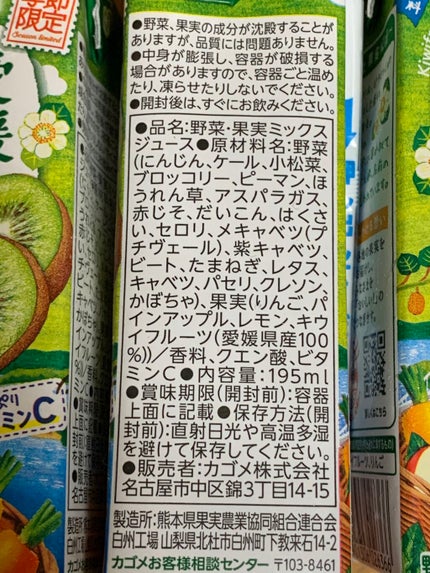 季節
限定
Season Limited
●野菜、果実の成分が沈殿することが
ありますが、品質には問題ありません。
●中身が膨張し、容器が破損する
場合がありますので、容器ごと温め
たり、凍らせたりしないでください。
●開封後は、すぐにお飲みください。
●品名:野菜・果実ミックス
ジュース●原材料名:野菜
(にんじん、ケール、小松菜、
ブロッコリー、ピーマン、ほ
うれん草、アスパラガス、
赤じそ、だいこん、はくさ
い、セロリ、メキャベツ(プ
チヴェール)、紫キャベツ、
ビート、たまねぎ、レタス、
キャベツ、パセリ、クレソン、
かぼちゃ)、果実(りんご、パ
インアップル、レモン、キウ
イフルーツ(愛媛県産100
%))/香料、クエン酸、ビタ
ミンC●内容量:195ml
●賞味期限(開封前):容器
上面に記載●保存方法(開
封前):直射日光や高温多湿
を避けて保存してください。
●販売者:カゴメ株式会社
名古屋市中区錦3丁目14-15
製造所:熊本県果実農業協同組合連合会
白州工場 山梨県北杜市白州町下教来石14-2
カゴメお客様相談センター 〒103-8461